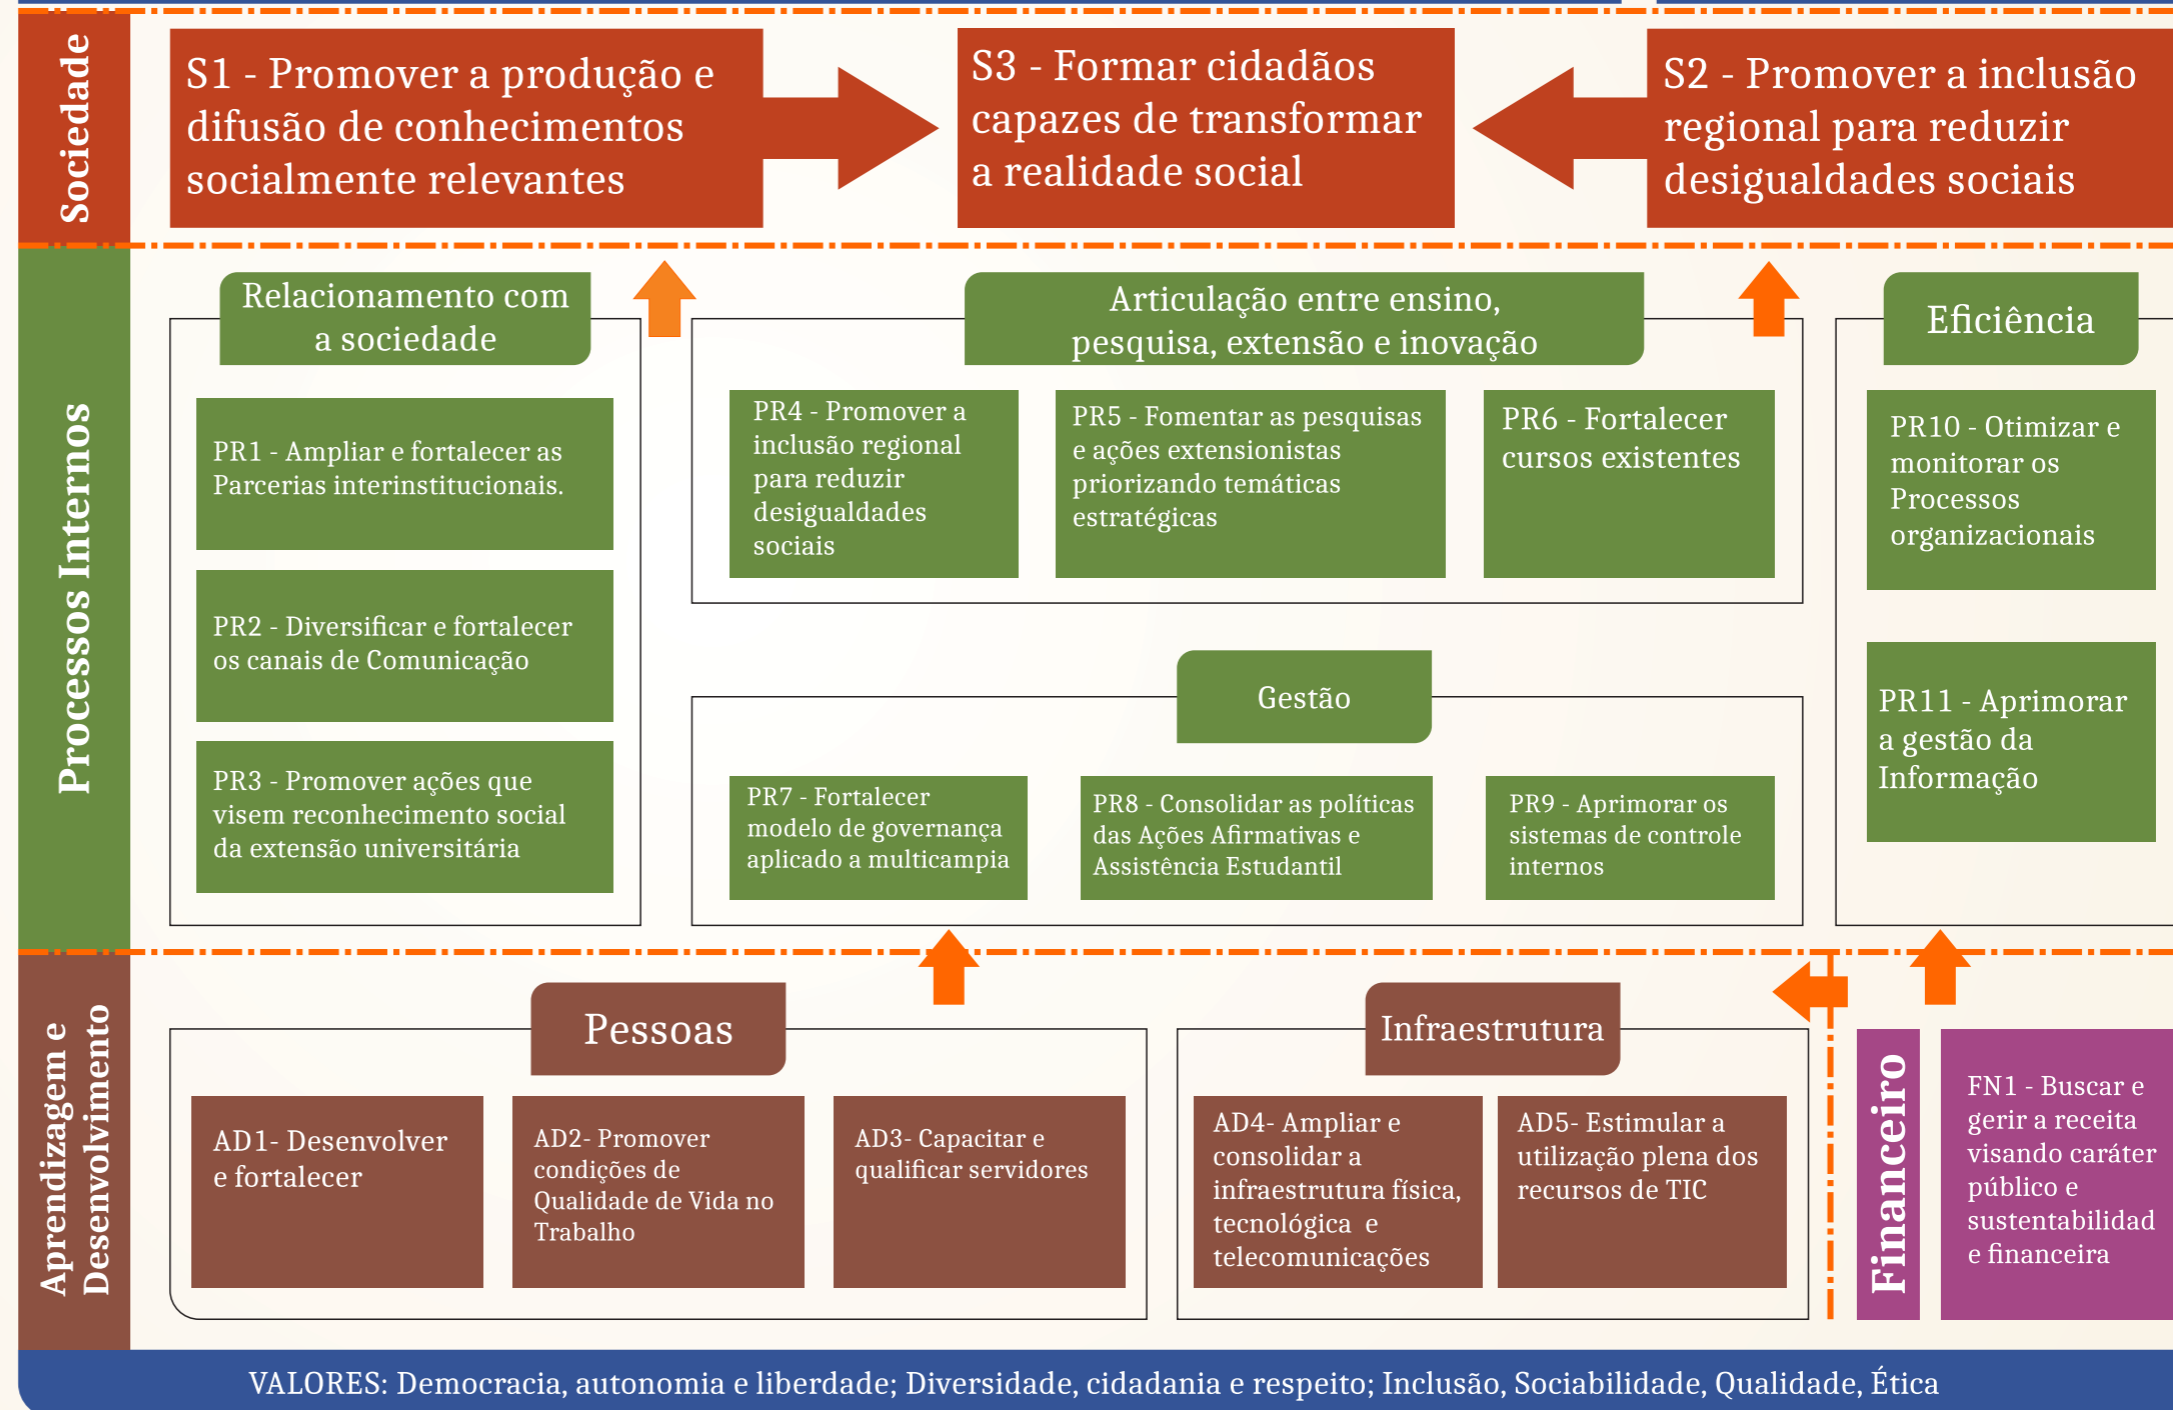 Sociedade
S1 - Promover a produção e
difusão de conhecimentos
socialmente relevantes
S3 - Formar cidadãos
capazes de transformar
a realidade social
S2 - Promover a inclusão
regional para reduzir
desigualdades sociais
Processos Internos
Relacionamento com
a sociedade
PR1 - Ampliar e fortalecer as
Parcerias interinstitucionais.
PR2 - Diversificar e fortalecer
os canais de Comunicação
PR3 - Promover ações que
visem reconhecimento social
da extensão universitária
Articulação entre ensino,
pesquisa, extensão e inovação
PR4 - Promover a
inclusão regional
para reduzir
desigualdades
sociais
PR5 - Fomentar as pesquisas
e ações extensionistas
priorizando temáticas
estratégicas
PR6 - Fortalecer
cursos existentes
Gestão
PR7 - Fortalecer
modelo de governança
aplicado a multicampia
PR8 - Consolidar as políticas
das Ações Afirmativas e
Assistência Estudantil
PR9 - Aprimorar os
sistemas de controle
internos
Eficiência
PR10 - Otimizar e
monitorar os
Processos
organizacionais
PR11 - Aprimorar
a gestão da
Informação
Aprendizagem e
Desenvolvimento
Pessoas
AD1- Desenvolver
e fortalecer
AD2- Promover
condições de
Qualidade de Vida no
Trabalho
AD3- Capacitar e
qualificar servidores
Infraestrutura
AD4- Ampliar e
consolidar a
infraestrutura física,
tecnológica e
telecomunicações
AD5- Estimular a
utilização plena dos
recursos de TIC
Financeiro
FN1 - Buscar e
gerir a receita
visando caráter
público e
sustentabilidad
e financeira
VALORES: Democracia, autonomia e liberdade; Diversidade, cidadania e respeito; Inclusão, Sociabilidade, Qualidade, Ética